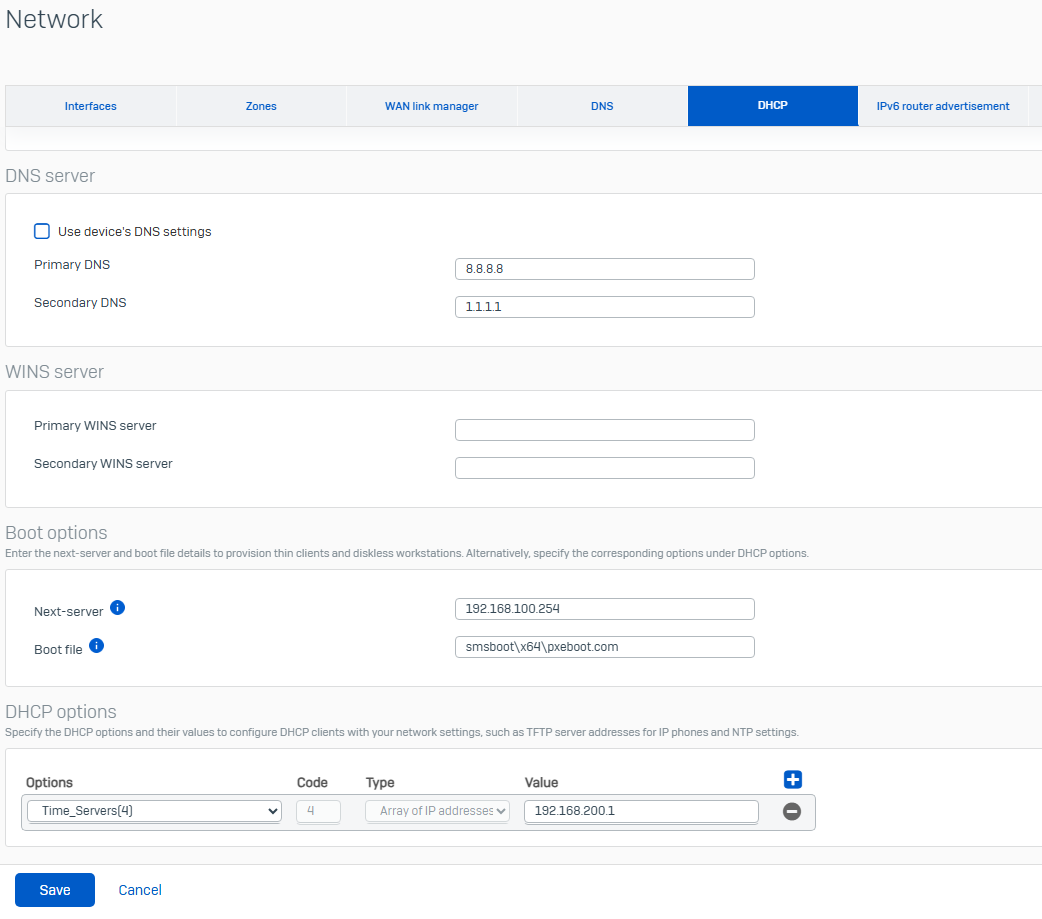 Network
Interfaces Zones WAN link manager DNS DHCP IPv6 router advertisement
DNS server
Use device's DNS settings
Primary DNS 8.8.8.8
Secondary DNS 1.1.1.1
WINS server
Primary WINS server
Secondary WINS server
Boot options
Enter the next-server and boot file details to provision thin clients and diskless workstations. Alternatively, specify the corresponding options under DHCP options.
Next-server i 192.168.100.254
Boot file i smsboot\x64\pxeboot.com
DHCP options
Specify the DHCP options and their values to configure DHCP clients with your network settings, such as TFTP server addresses for IP phones and NTP settings.
Options Code Type Value
Time_Servers(4) 4 Array of IP addresses 192.168.200.1
Save Cancel